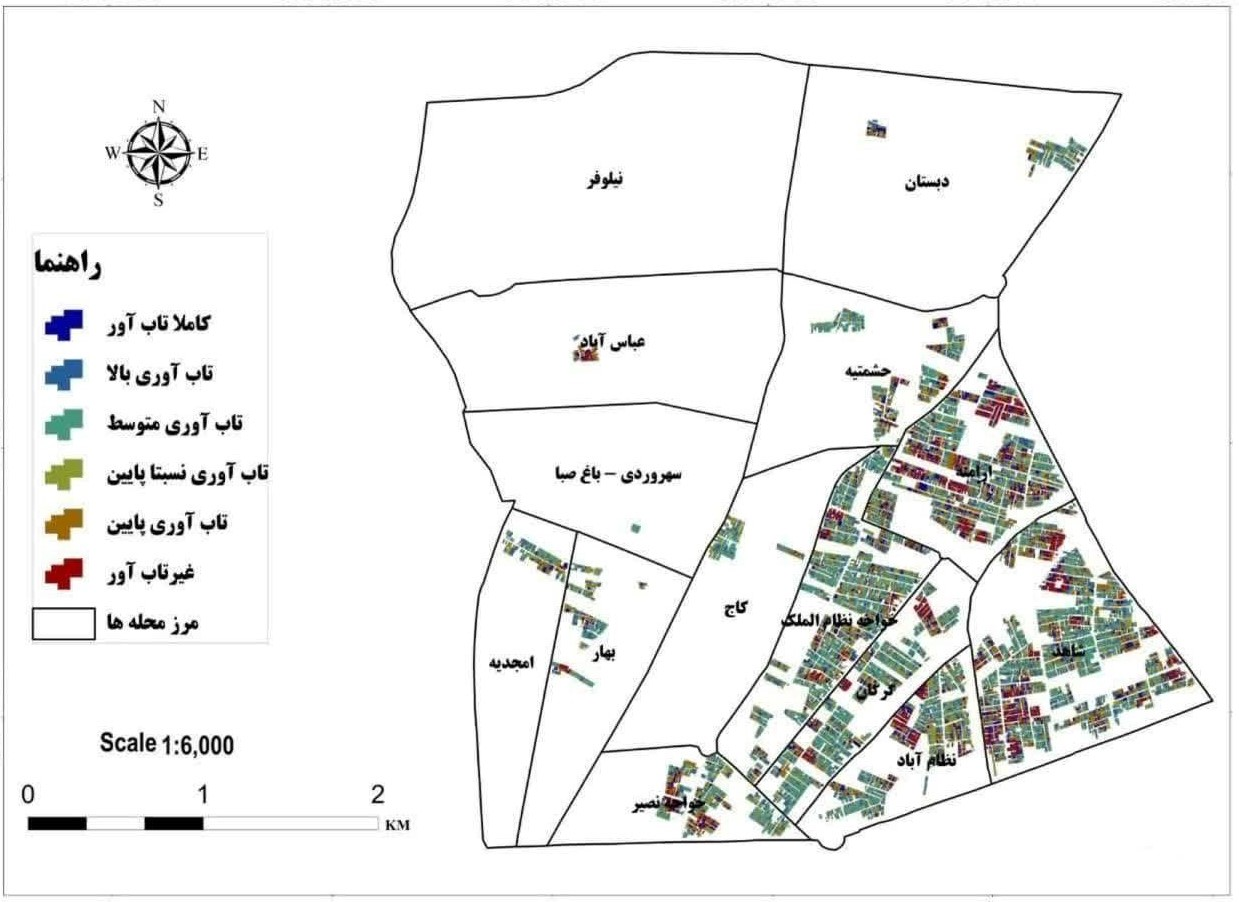 N
W E
S
راهنما
کاملا تاب آور
تاب آوری بالا
تاب آوری متوسط
تاب آوری نسبتا پایین
تاب آوری پایین
غیرتاب آور
مرز محله ها
Scale 1:6,000
0 1 2
KM
نیلوفر
دبستان
عباس آباد
حشمتیه
سهروردی - باغ صبا
ارامنه
کاج
خواجه نظام الملک
شاهد
بهار
امجدیه
گرگان
نظام آباد
خواجه نصیر